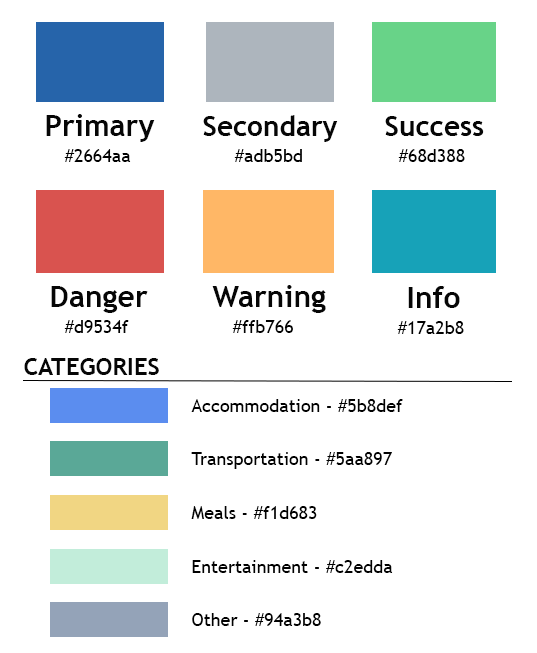 Primary
#2664aa
Secondary
#adb5bd
Success
#68d388
Danger
#d9534f
Warning
#ffb766
Info
#17a2b8
CATEGORIES
Accommodation - #5b8def
Transportation - #5aa897
Meals - #f1d683
Entertainment - #c2edda
Other - #94a3b8